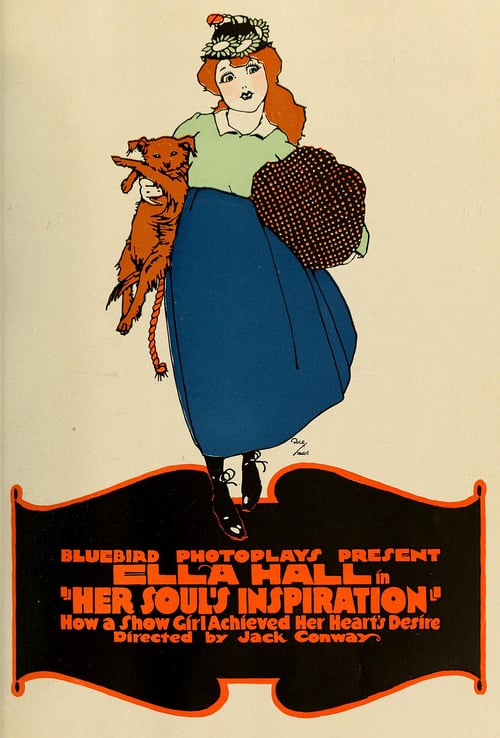 BLUEBIRD PHOTOPLAYS PRESENT
ELLA HALL in
"HER SOUL'S INSPIRATION"
How a Show Girl Achieved Her Heart's Desire
Directed by Jack Conway